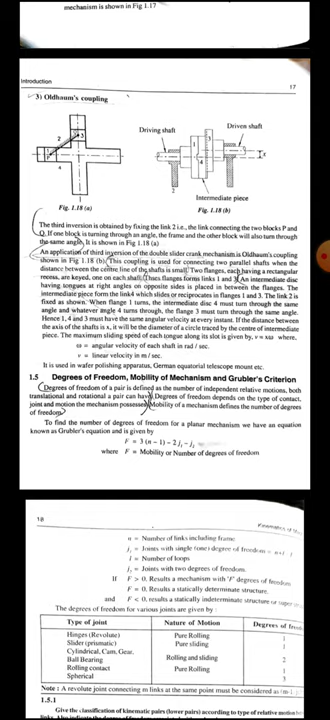 mechanism is shown in Fig 1.17
Introduction
17
3) Oldhaum's coupling
Driving shaft
Driven shaft
2
3
x
1
1
3
4
2
x
Intermediate piece
Fig. 1.18 (a)
Fig. 1.18 (b)
The third inversion is obtained by fixing the link 2 i.e., the link connecting the two blocks P and
Q. If one block is turning through an angle, the frame and the other block will also turn through
the same angle. It is shown in Fig 1.18 (a)
An application of third inversion of the double slider crank mechanism is Oldhaum's coupling
shown in Fig 1.18 (b). This coupling is used for connecting two parallel shafts when the
distance between the centre line of the shafts is small. Two flanges, each having a rectangular
recess, are keyed, one on each shaft. Thses flanges forms links 1 and 3. An intermediate disc
having tongues at right angles on opposite sides is placed in between the flanges. The
intermediate piece form the link4 which slides or reciprocates in flanges 1 and 3. The link 2 is
fixed as shown. When flange 1 turns, the intermediate disc 4 must turn through the same
angle and whatever angle 4 turns through, the flange 3 must turn through the same angle.
Hence 1, 4 and 3 must have the same angular velocity at every instant. If the distance between
the axis of the shafts is x, it will be the diameter of a circle traced by the centre of intermediate
piece. The maximum sliding speed of each tongue along its slot is given by, v = xω where,
ω = angular velocity of each shaft in rad / sec.
v = linear velocity in m / sec.
It is used in wafer polishing apparatus, German equatorial telescope mount etc.
1.5 Degrees of Freedom, Mobility of Mechanism and Grubler's Criterion
Degrees of freedom of a pair is defined as the number of independent relative motions, both
translational and rotational a pair can have. Degrees of freedom depends on the type of contact,
joint and motion the mechanism possesses. Mobility of a mechanism defines the number of degrees
of freedom.
To find the number of degrees of freedom for a planar mechanism we have an equation
known as Grubler's equation and is given by
F = 3 (n − 1) − 2 j₁ − j₂
where F = Mobility or Number of degrees of freedom
18
n = Number of links including frame
j₁ = Joints with single (one) degree of freedom
l = Number of loops
j₂ = Joints with two degrees of freedom.
If F > 0, Results a mechanism with 'F' degrees of freedom
F = 0, Results a statically determinate structure.
and F < 0, results a statically indeterminate structure or
The degrees of freedom for various joints are given by :
Type of joint Nature of Motion Degrees of
Hinges (Revolute) Pure Rolling 1
Slider (prismatic) Pure sliding 1
Cylindrical, Cam, Gear,
Ball Bearing Rolling and sliding 2
Rolling contact Pure Rolling 1
Spherical 3
Note : A revolute joint connecting m links at the same point must be considered as (m-1)
1.5.1
Give the classification of kinematic pairs (lower pairs) according to type of relative motion